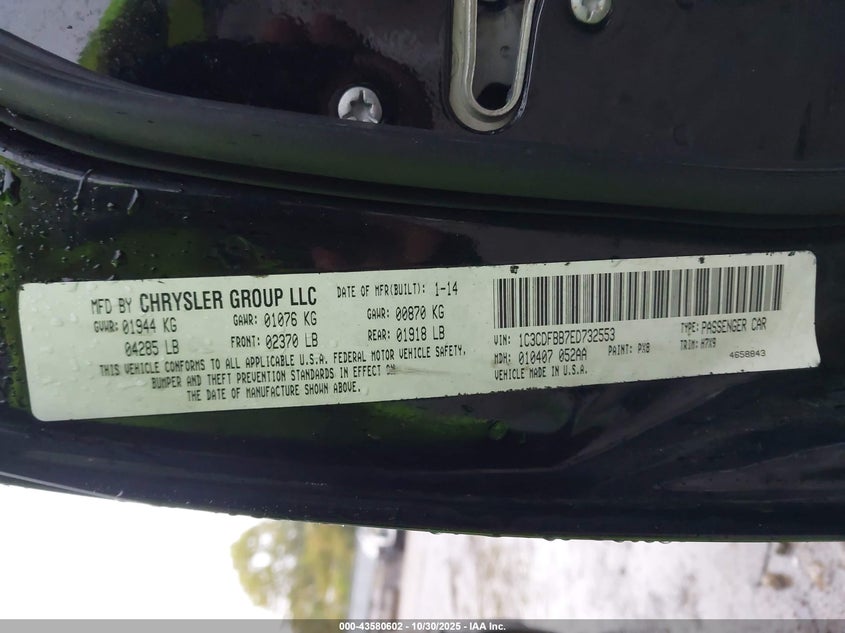 MFD BY CHRYSLER GROUP LLC DATE OF MFR(BUILT): 1-14
GVWR: 01944 KG GAWR: 01076 KG GAWR: 00870 KG
04285 LB FRONT: 02370 LB REAR: 01918 LB
THIS VEHICLE CONFORMS TO ALL APPLICABLE U.S.A. FEDERAL MOTOR VEHICLE SAFETY,
BUMPER AND THEFT PREVENTION STANDARDS IN EFFECT ON
THE DATE OF MANUFACTURE SHOWN ABOVE.
VIN: 1C3CDFBB7ED732553 TYPE: PASSENGER CAR
MDH: 010407 052AA PAINT: PX8 TRIM: H7X9
VEHICLE MADE IN U.S.A. 4658843
000-43580602 - 10/30/2025 - IAA, Inc.